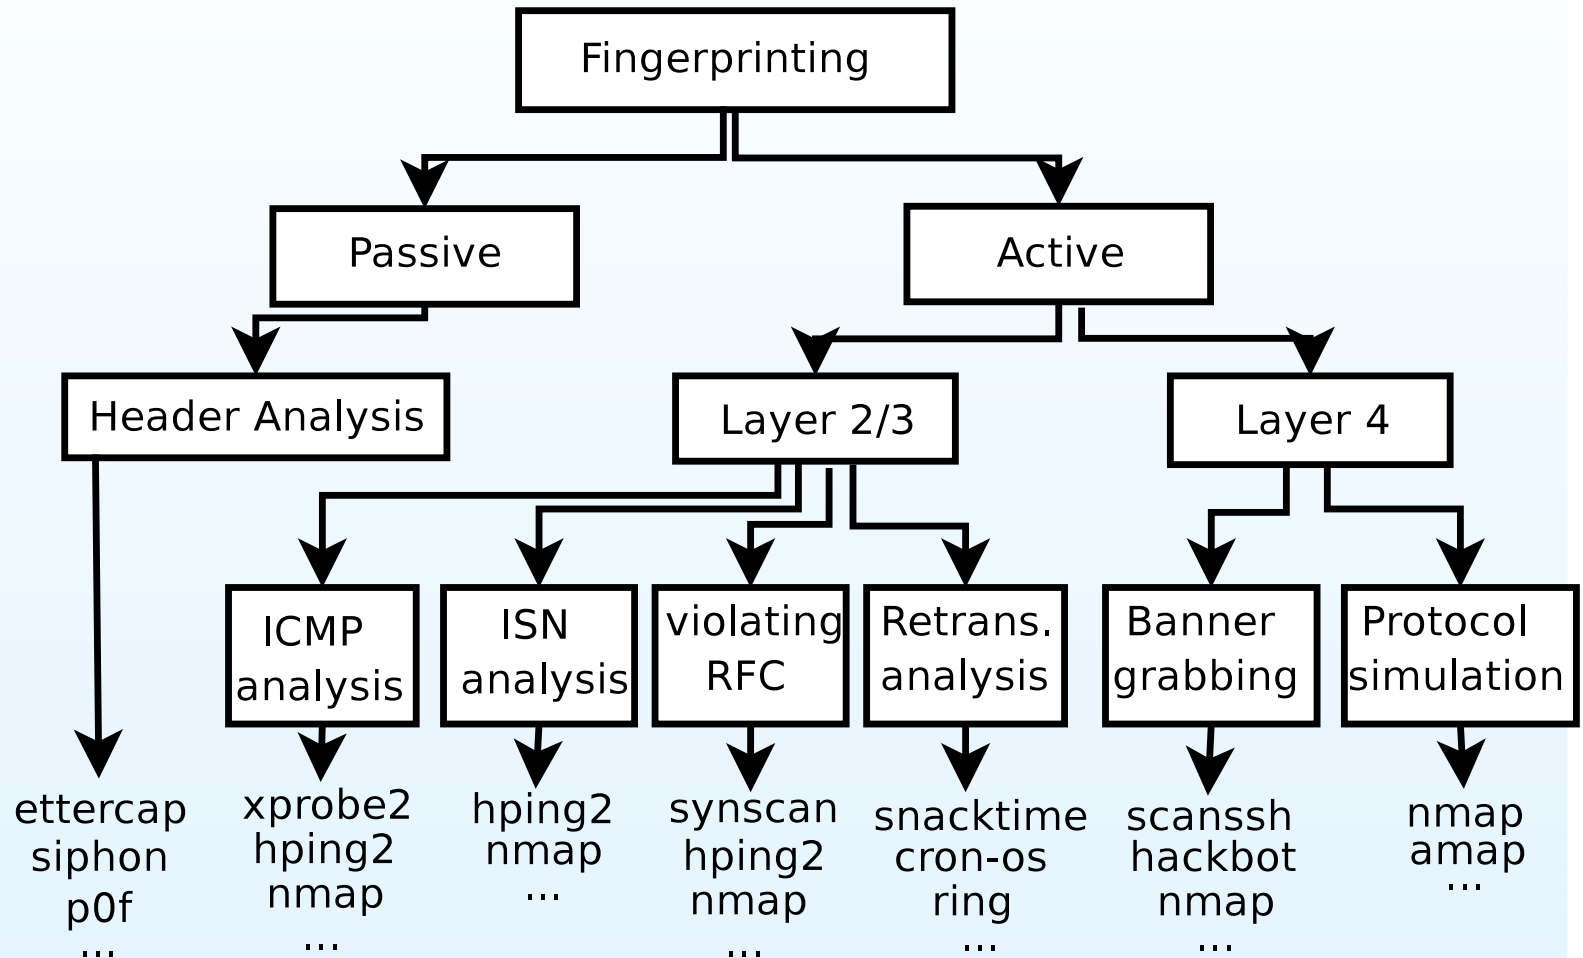 Fingerprinting
Passive
Active
Header Analysis
Layer 2/3
Layer 4
ICMP
analysis
ISN
analysis
violating
RFC
Retrans.
analysis
Banner
grabbing
Protocol
simulation
ettercap
siphon
p0f
...
xprobe2
hping2
nmap
...
hping2
nmap
...
synscan
hping2
nmap
...
snacktime
cron-os
ring
...
scanssh
hackbot
nmap
...
nmap
amap
...